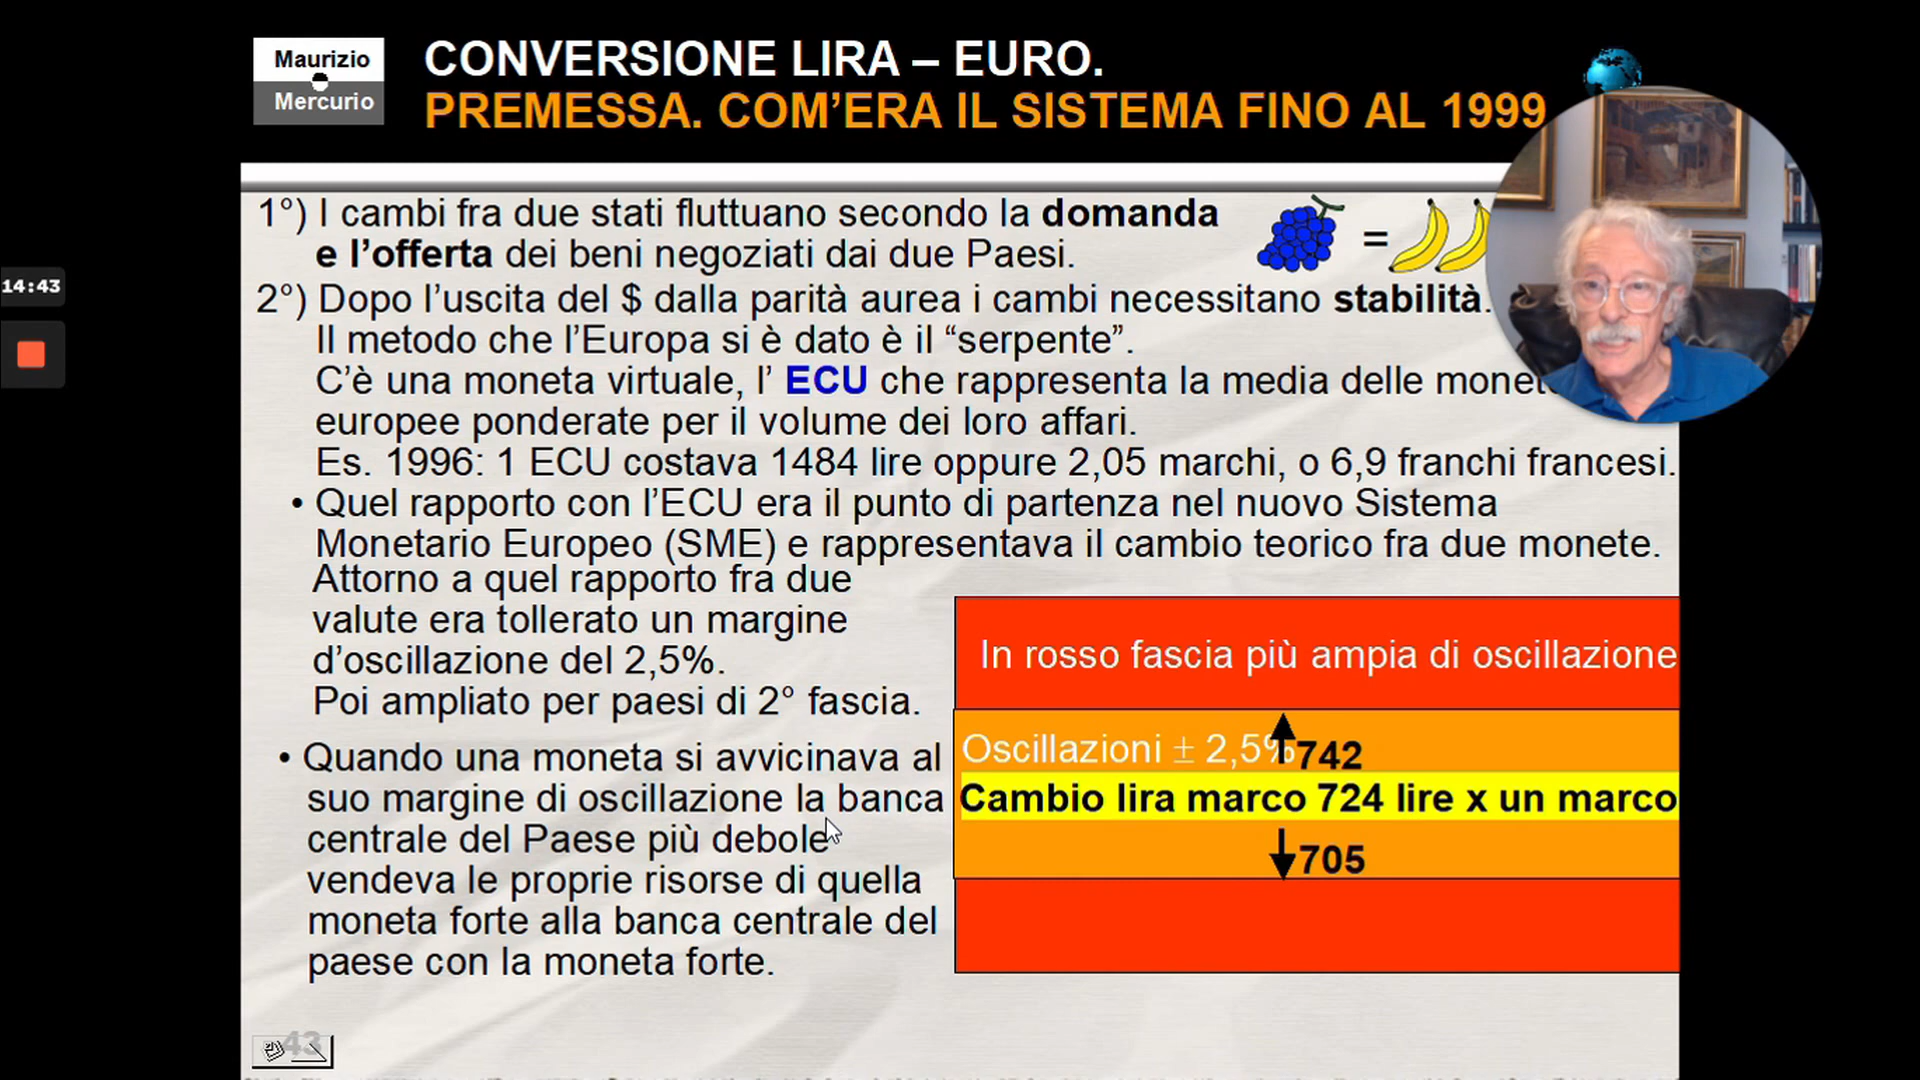 Maurizio
Mercurio
CONVERSIONE LIRA – EURO.
PREMESSA. COM’ERA IL SISTEMA FINO AL 1999
14:43
1°) I cambi fra due stati fluttuano secondo la domanda
e l’offerta dei beni negoziati dai due Paesi.
=
2°) Dopo l’uscita del $ dalla parità aurea i cambi necessitano stabilità.
Il metodo che l’Europa si è dato è il “serpente”.
C’è una moneta virtuale, l’ ECU che rappresenta la media delle monet
europee ponderate per il volume dei loro affari.
Es. 1996: 1 ECU costava 1484 lire oppure 2,05 marchi, o 6,9 franchi francesi.
• Quel rapporto con l’ECU era il punto di partenza nel nuovo Sistema
Monetario Europeo (SME) e rappresentava il cambio teorico fra due monete.
Attorno a quel rapporto fra due
valute era tollerato un margine
d’oscillazione del 2,5%.
Poi ampliato per paesi di 2° fascia.
• Quando una moneta si avvicinava al
suo margine di oscillazione la banca
centrale del Paese più debole
vendeva le proprie risorse di quella
moneta forte alla banca centrale del
paese con la moneta forte.
In rosso fascia più ampia di oscillazione
Oscillazioni ± 2,5%
742
Cambio lira marco 724 lire x un marco
705
43